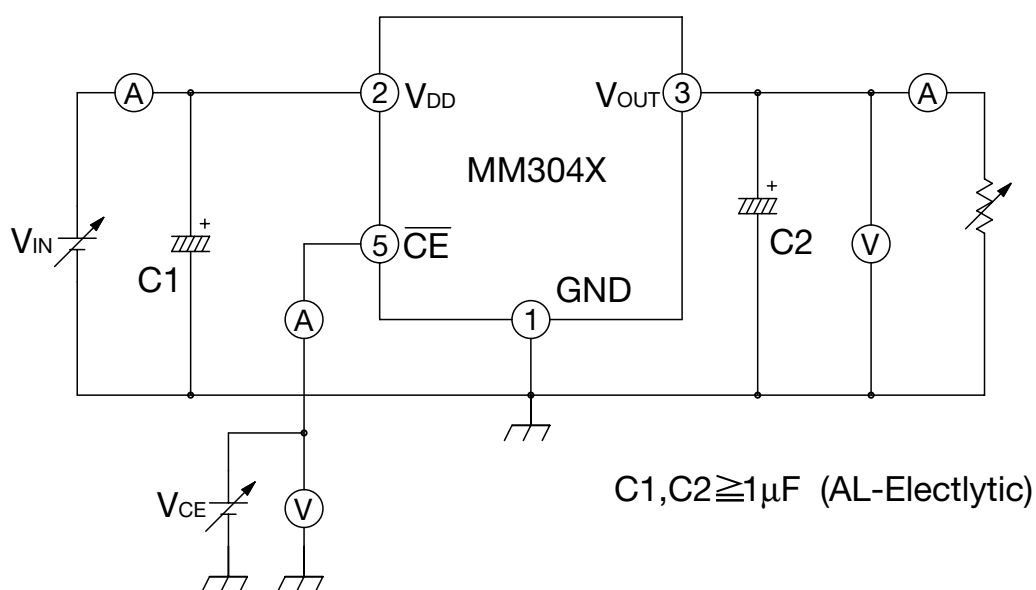 A
2 VDD
VOUT 3
A
MM304X
+
+
VIN
C1
5 CE
C2
V
GND
A
1
VCE
V
C1,C2≧1μF (AL-Electlytic)